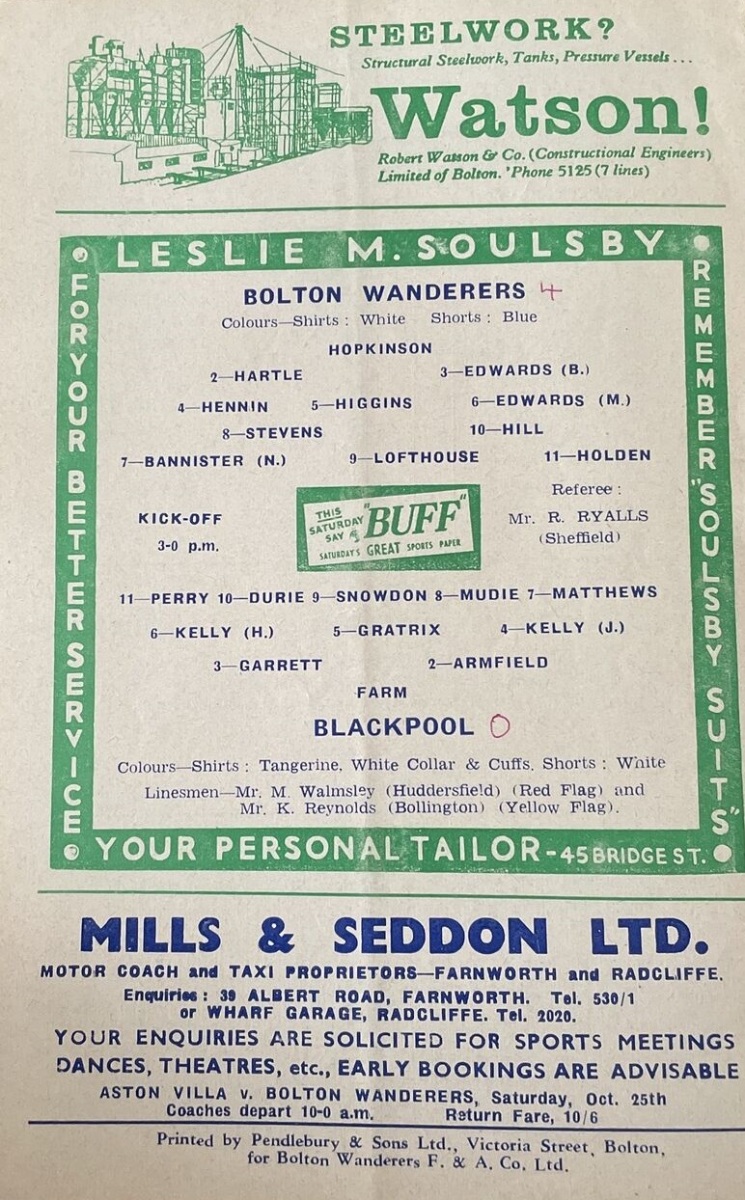 STEELWORK?
Structural Steelwork, Tanks, Pressure Vessels ...
Watson!
Robert Watson & Co. (Constructional Engineers)
Limited of Bolton. 'Phone 5125 (7 lines)
LESLIE M. SOULSBY
FOR YOUR BETTER SERVICE
REMEMBER "SOULSBY SUITS"
BOLTON WANDERERS 4
Colours—Shirts : White Shorts : Blue
HOPKINSON
2—HARTLE 3—EDWARDS (B.)
4—HENNIN 5—HIGGINS 6—EDWARDS (M.)
8—STEVENS 10—HILL
7—BANNISTER (N.) 9—LOFTHOUSE 11—HOLDEN
KICK-OFF
3-0 p.m.
THIS
SATURDAY
SAY
"BUFF"
SATURDAY'S GREAT SPORTS PAPER
Referee :
Mr. R. RYALLS
(Sheffield)
11—PERRY 10—DURIE 9—SNOWDON 8—MUDIE 7—MATTHEWS
6—KELLY (H.) 5—GRATRIX 4—KELLY (J.)
3—GARRETT 2—ARMFIELD
FARM
BLACKPOOL 0
Colours—Shirts : Tangerine, White Collar & Cuffs. Shorts : White
Linesmen—Mr. M. Walmsley (Huddersfield) (Red Flag) and
Mr. K. Reynolds (Bollington) (Yellow Flag).
YOUR PERSONAL TAILOR - 45 BRIDGE ST.
MILLS & SEDDON LTD.
MOTOR COACH and TAXI PROPRIETORS—FARNWORTH and RADCLIFFE.
Enquiries : 39 ALBERT ROAD, FARNWORTH. Tel. 530/1
or WHARF GARAGE, RADCLIFFE. Tel. 2020.
YOUR ENQUIRIES ARE SOLICITED FOR SPORTS MEETINGS
DANCES, THEATRES, etc., EARLY BOOKINGS ARE ADVISABLE
ASTON VILLA v. BOLTON WANDERERS, Saturday, Oct. 25th
Coaches depart 10-0 a.m. Return Fare, 10/6
Printed by Pendlebury & Sons Ltd., Victoria Street, Bolton,
for Bolton Wanderers F. & A. Co. Ltd.